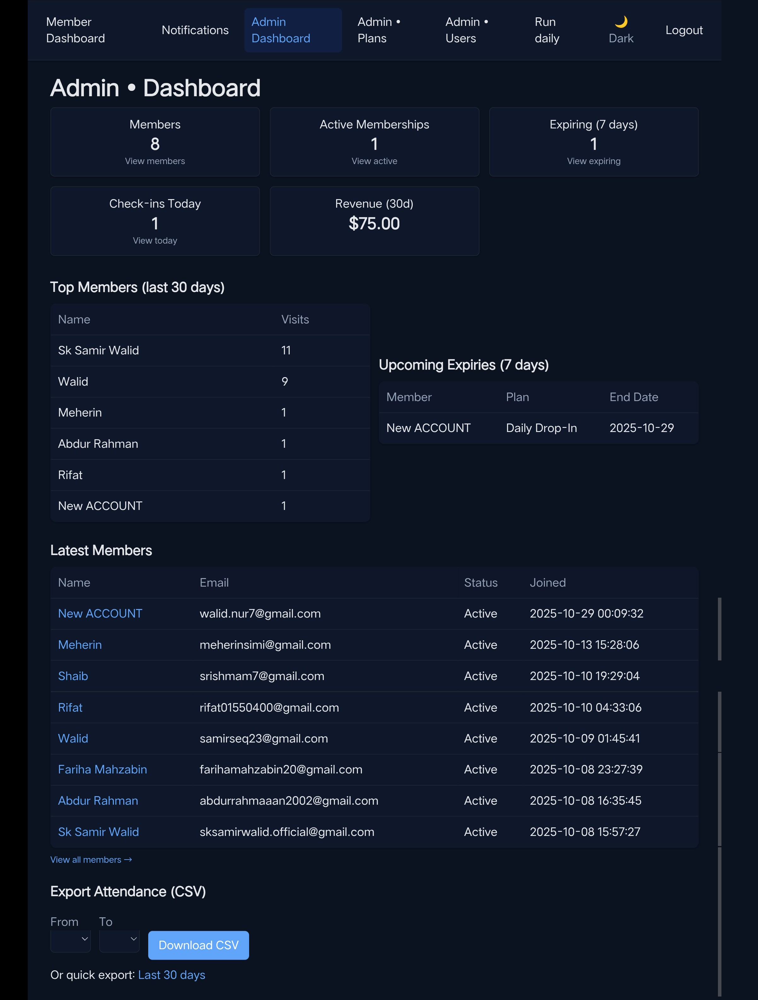 Member Dashboard
Notifications
Admin Dashboard
Admin • Plans
Admin • Users
Run daily
🌙 Dark
Logout
Admin • Dashboard
Members
8
View members
Active Memberships
1
View active
Expiring (7 days)
1
View expiring
Check-ins Today
1
View today
Revenue (30d)
$75.00
Top Members (last 30 days)
Name Visits
Sk Samir Walid 11
Walid 9
Meherin 1
Abdur Rahman 1
Rifat 1
New ACCOUNT 1
Upcoming Expiries (7 days)
Member Plan End Date
New ACCOUNT Daily Drop-In 2025-10-29
Latest Members
Name Email Status Joined
New ACCOUNT walid.nur7@gmail.com Active 2025-10-29 00:09:32
Meherin meherinsimi@gmail.com Active 2025-10-13 15:28:06
Shaib srishmam7@gmail.com Active 2025-10-10 19:29:04
Rifat rifat01550400@gmail.com Active 2025-10-10 04:33:06
Walid samirseq23@gmail.com Active 2025-10-09 01:45:41
Fariha Mahzabin farihamahzabin20@gmail.com Active 2025-10-08 23:27:39
Abdur Rahman abdurrahmaaan2002@gmail.com Active 2025-10-08 16:35:45
Sk Samir Walid sksamirwalid.official@gmail.com Active 2025-10-08 15:57:27
View all members →
Export Attendance (CSV)
From To
Download CSV
Or quick export: Last 30 days